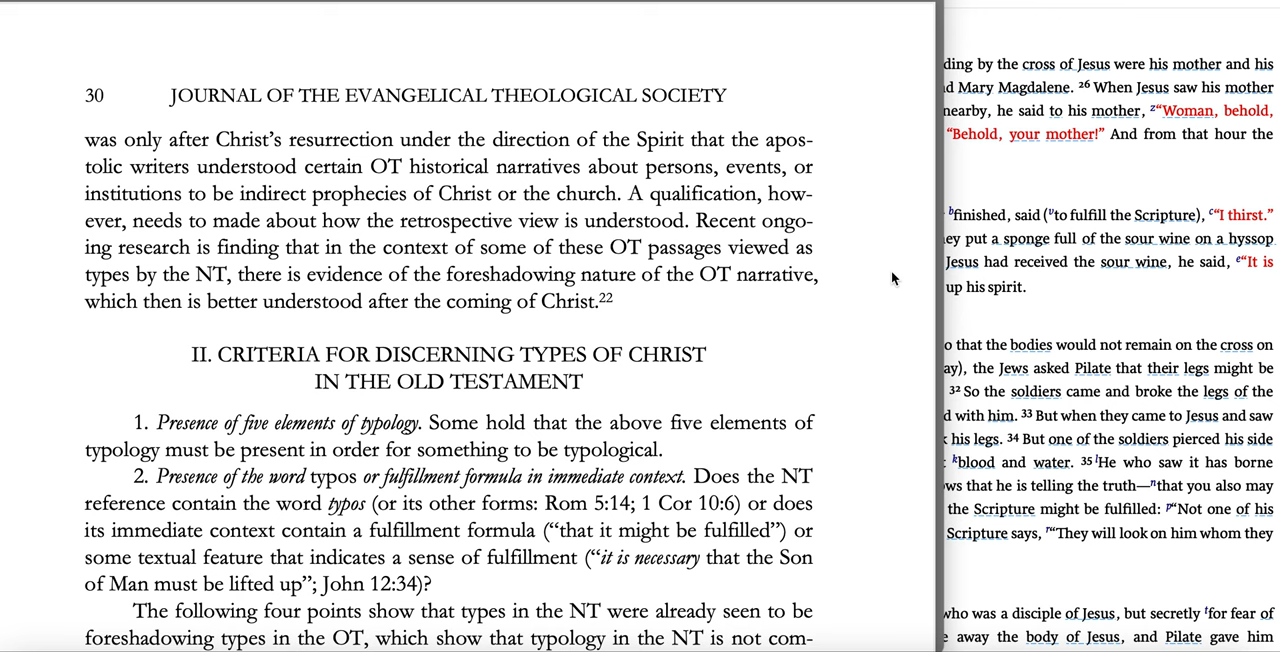 30 JOURNAL OF THE EVANGELICAL THEOLOGICAL SOCIETY
was only after Christ's resurrection under the direction of the Spirit that the apos-
tolic writers understood certain OT historical narratives about persons, events, or
institutions to be indirect prophecies of Christ or the church. A qualification, how-
ever, needs to made about how the retrospective view is understood. Recent ongo-
ing research is finding that in the context of some of these OT passages viewed as
types by the NT, there is evidence of the foreshadowing nature of the OT narrative,
which then is better understood after the coming of Christ.22
II. CRITERIA FOR DISCERNING TYPES OF CHRIST
IN THE OLD TESTAMENT
1. Presence of five elements of typology. Some hold that the above five elements of
typology must be present in order for something to be typological.
2. Presence of the word typos or fulfillment formula in immediate context. Does the NT
reference contain the word typos (or its other forms: Rom 5:14; 1 Cor 10:6) or does
its immediate context contain a fulfillment formula (“that it might be fulfilled”) or
some textual feature that indicates a sense of fulfillment (“it is necessary that the Son
of Man must be lifted up”; John 12:34)?
The following four points show that types in the NT were already seen to be
foreshadowing types in the OT, which show that typology in the NT is not com-
ding by the cross of Jesus were his mother and his
d Mary Magdalene. 26 When Jesus saw his mother
nearby, he said to his mother, z“Woman, behold,
“Behold, your mother!” And from that hour the
bfinished, said (vto fulfill the Scripture), c“I thirst.”
ey put a sponge full of the sour wine on a hyssop
Jesus had received the sour wine, he said, e“It is
up his spirit.
o that the bodies would not remain on the cross on
ay), the Jews asked Pilate that their legs might be
32 So the soldiers came and broke the legs of the
d with him. 33 But when they came to Jesus and saw
his legs. 34 But one of the soldiers pierced his side
kblood and water. 35 lHe who saw it has borne
ws that he is telling the truth—nthat you also may
the Scripture might be fulfilled: p“Not one of his
Scripture says, r“They will look on him whom they
who was a disciple of Jesus, but secretly tfor fear of
e away the body of Jesus, and Pilate gave him